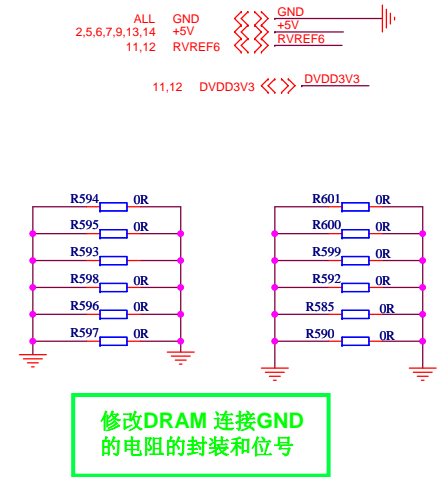 ALL GND GND
2,5,6,7,9,13,14 +5V +5V
11,12 RVREF6 RVREF6
11,12 DVDD3V3 DVDD3V3
R594 0R R601 0R
R595 0R R600 0R
R593 R599 0R
R598 0R R592 0R
R596 0R R585 0R
R597 0R R590 0R
修改DRAM 连接GND
的电阻的封装和位号